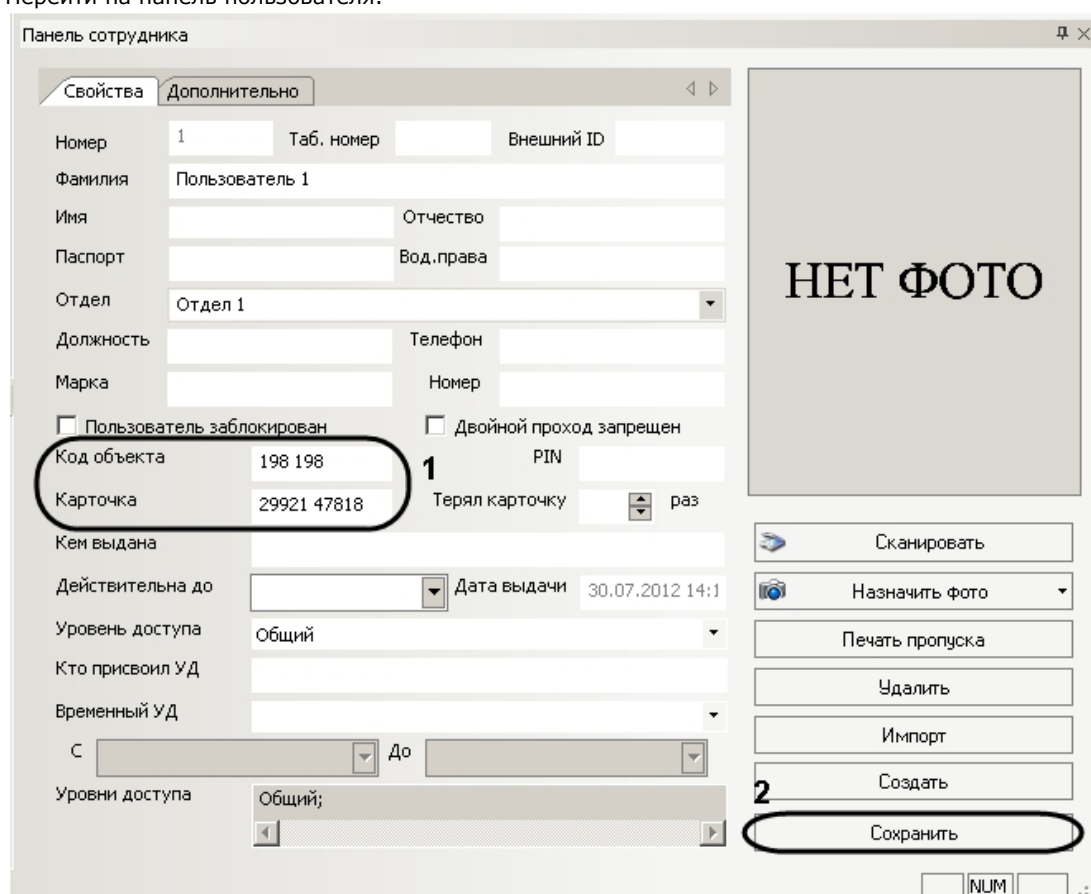 Перейти на панель пользователя.
Панель сотрудника
Свойства Дополнительно
Номер 1 Таб. номер Внешний ID
Фамилия Пользователь 1
Имя Отчество
Паспорт Вод.права
Отдел Отдел 1
Должность Телефон
Марка Номер
Пользователь заблокирован Двойной проход запрещен
Код объекта 198 198 1 PIN
Карточка 29921 47818 Терял карточку раз
Кем выдана
Действительна до Дата выдачи 30.07.2012 14:1
Уровень доступа Общий
Кто присвоил УД
Временный УД
С До
Уровни доступа Общий;
НЕТ ФОТО
Сканировать
Назначить фото
Печать пропуска
Удалить
Импорт
Создать
2
Сохранить
NUM